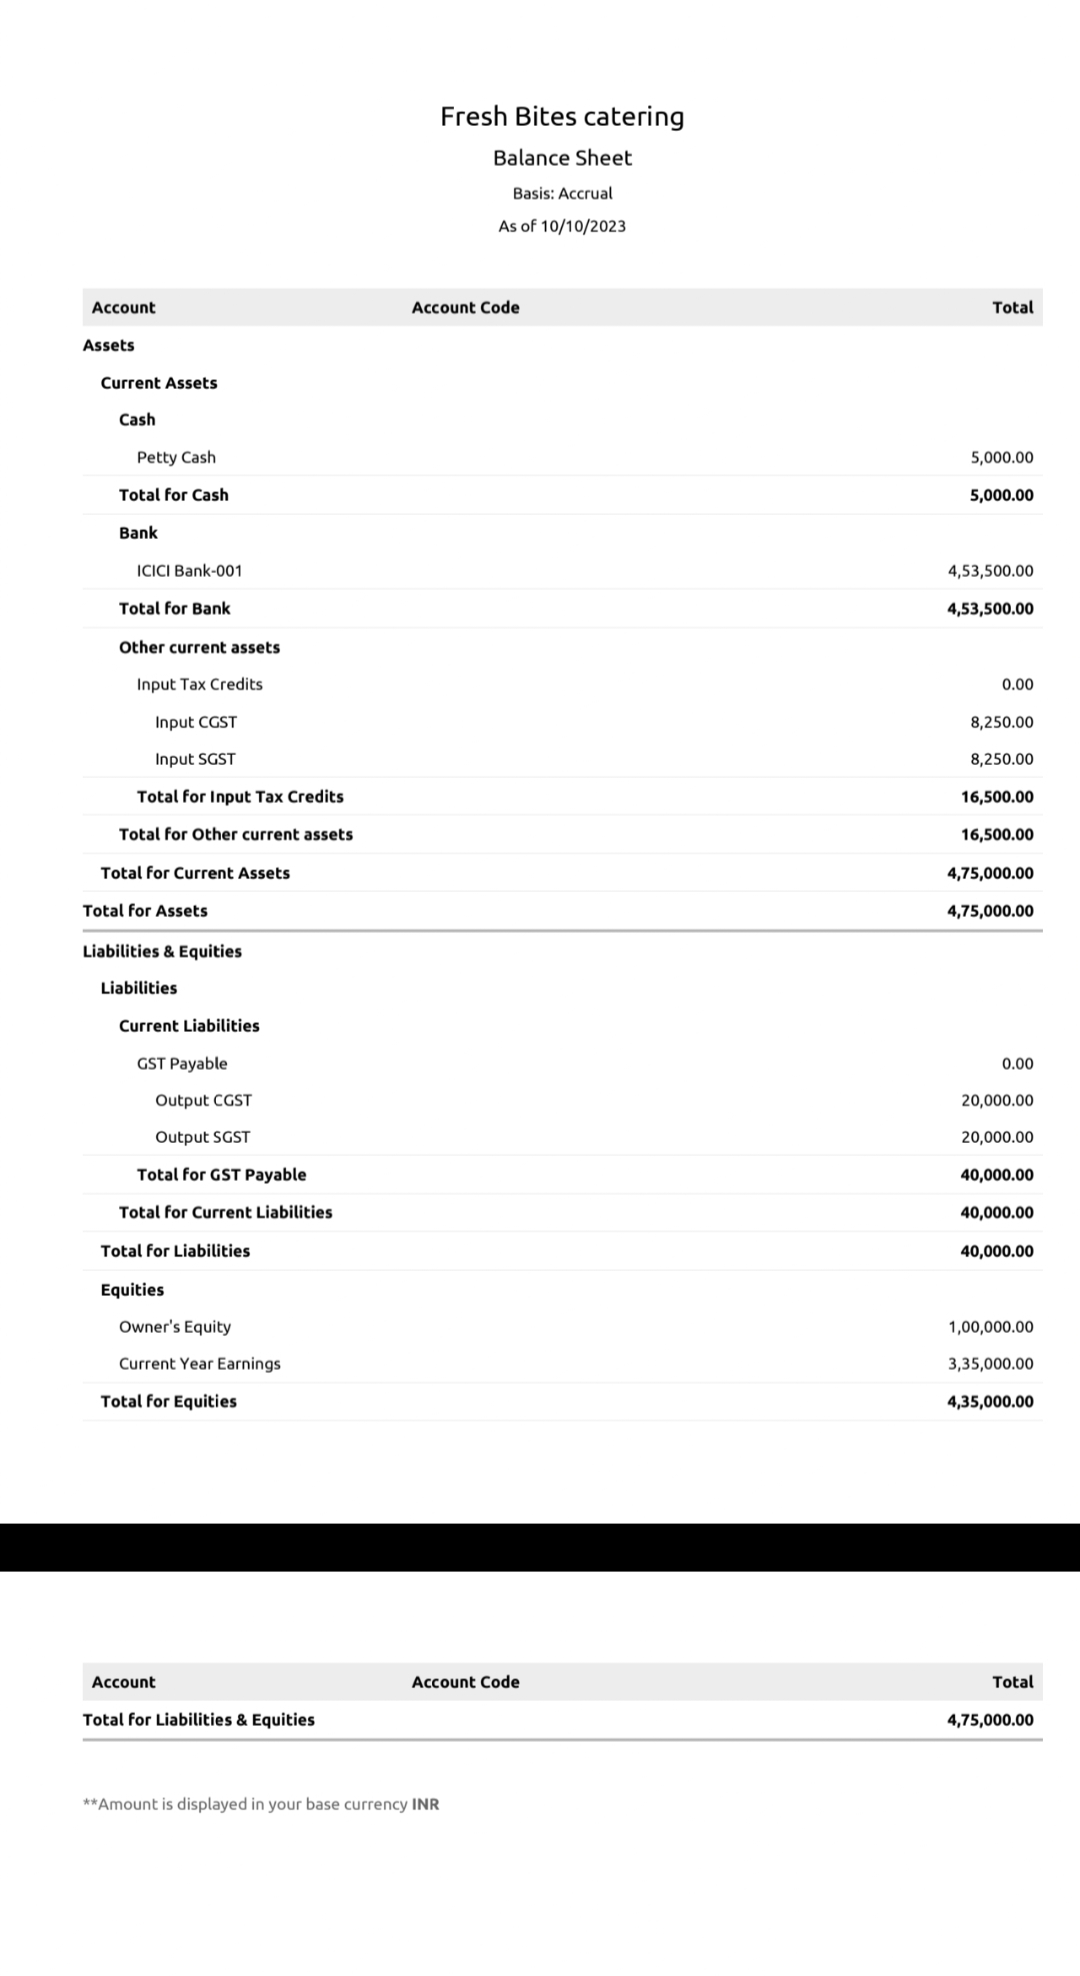 Fresh Bites catering
Balance Sheet
Basis: Accrual
As of 10/10/2023
Account Account Code Total
Assets
Current Assets
Cash
Petty Cash 5,000.00
Total for Cash 5,000.00
Bank
ICICI Bank-001 4,53,500.00
Total for Bank 4,53,500.00
Other current assets
Input Tax Credits 0.00
Input CGST 8,250.00
Input SGST 8,250.00
Total for Input Tax Credits 16,500.00
Total for Other current assets 16,500.00
Total for Current Assets 4,75,000.00
Total for Assets 4,75,000.00
Liabilities & Equities
Liabilities
Current Liabilities
GST Payable 0.00
Output CGST 20,000.00
Output SGST 20,000.00
Total for GST Payable 40,000.00
Total for Current Liabilities 40,000.00
Total for Liabilities 40,000.00
Equities
Owner's Equity 1,00,000.00
Current Year Earnings 3,35,000.00
Total for Equities 4,35,000.00
Account Account Code Total
Total for Liabilities & Equities 4,75,000.00
**Amount is displayed in your base currency INR